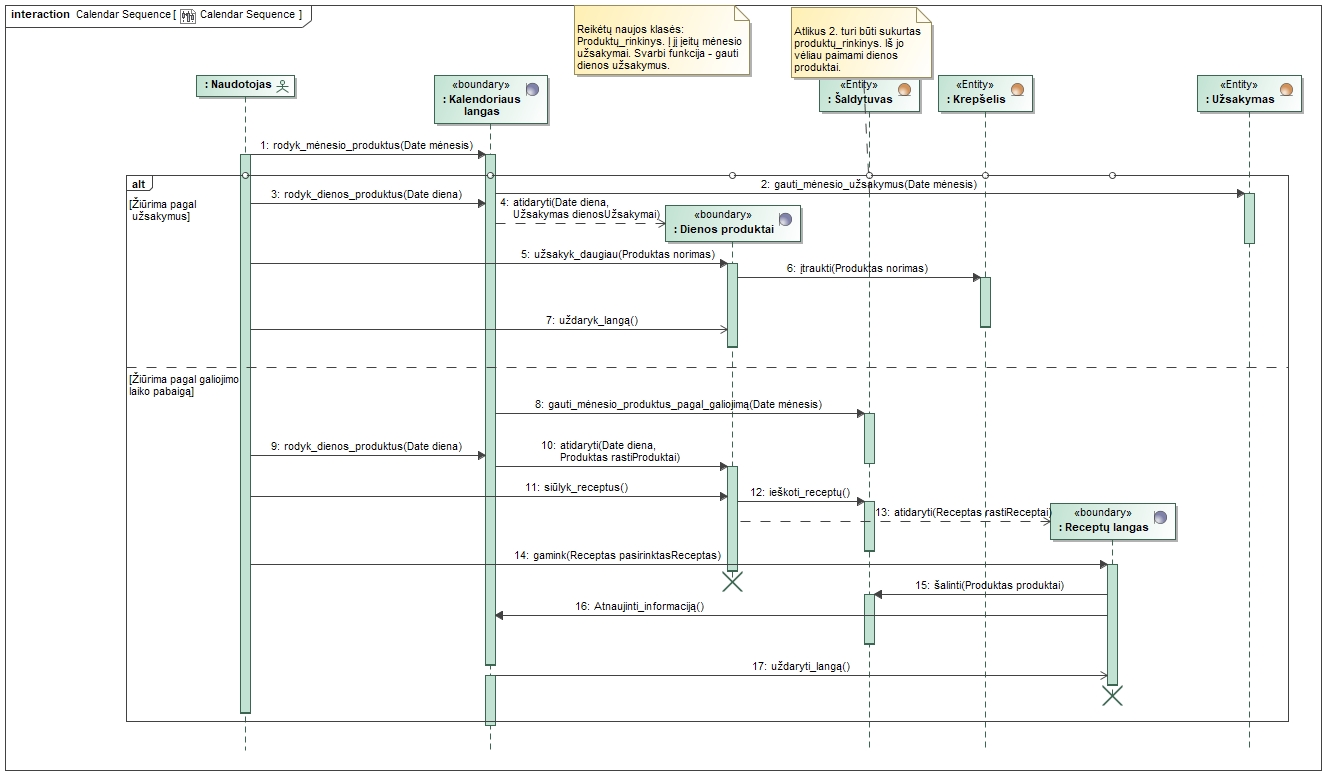 interaction Calendar Sequence [ Calendar Sequence ]
Reikėtų naujos klasės:
Produktų_rinkinys. Į jį įeitų mėnesio
užsakymai. Svarbi funkcija - gauti
dienos užsakymus.
Atlikus 2. turi būti sukurtas
produktų_rinkinys. Iš jo
vėliau paimami dienos
produktai.
: Naudotojas
«boundary»
: Kalendoriaus
langas
«Entity»
: Šaldytuvas
«Entity»
: Krepšelis
«Entity»
: Užsakymas
1: rodyk_mėnesio_produktus(Date mėnesis)
alt
[Žiūrima pagal
užsakymus]
2: gauti_mėnesio_užsakymus(Date mėnesis)
3: rodyk_dienos_produktus(Date diena)
4: atidaryti(Date diena,
Užsakymas dienosUžsakymai)
«boundary»
: Dienos produktai
5: užsakyk_daugiau(Produktas norimas)
6: įtraukti(Produktas norimas)
7: uždaryk_langą()
[Žiūrima pagal galiojimo
laiko pabaigą]
8: gauti_mėnesio_produktus_pagal_galiojimą(Date mėnesis)
9: rodyk_dienos_produktus(Date diena)
10: atidaryti(Date diena,
Produktas rastiProduktai)
11: siūlyk_receptus()
12: ieškoti_receptų()
13: atidaryti(Receptas rastiReceptai)
«boundary»
: Receptų langas
14: gamink(Receptas pasirinktasReceptas)
15: šalinti(Produktas produktai)
16: Atnaujinti_informaciją()
17: uždaryti_langą()